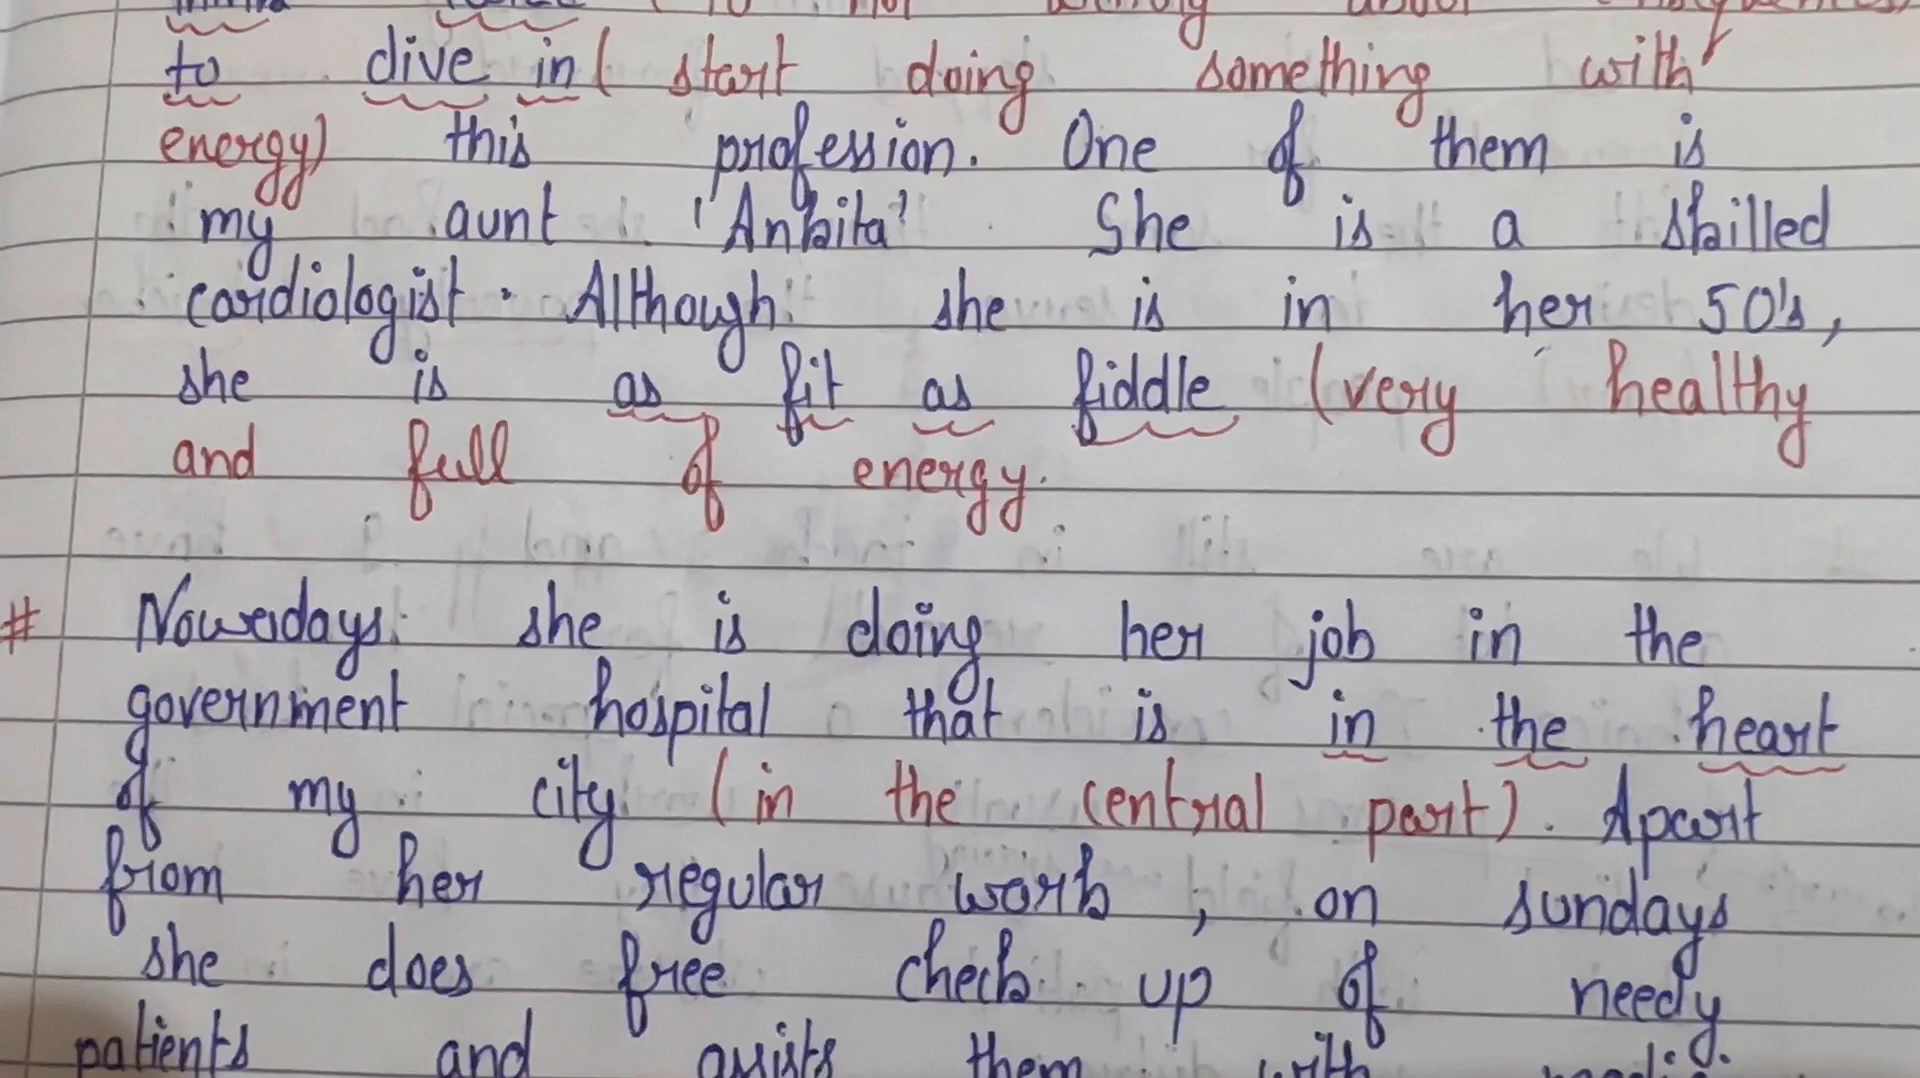 to dive in ( start doing something with
energy) this profession. One of them is
my aunt 'Ankita'. She is a skilled
cardiologist. Although she is in her 50's,
she is as fit as fiddle (very healthy
and full of energy.
# Nowadays she is doing her job in the
government hospital that is in the heart
of my city (in the central part). Apart
from her regular work, on sundays
she does free check up of needy
patients and assists them with